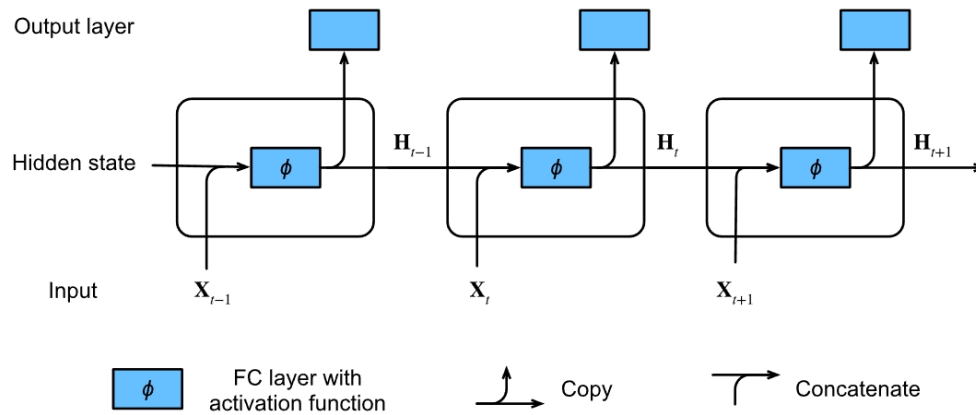 Output layer
Hidden state
ϕ
H_{t-1}
ϕ
H_t
ϕ
H_{t+1}
Input
X_{t-1}
X_t
X_{t+1}
ϕ
FC layer with
activation function
Copy
Concatenate